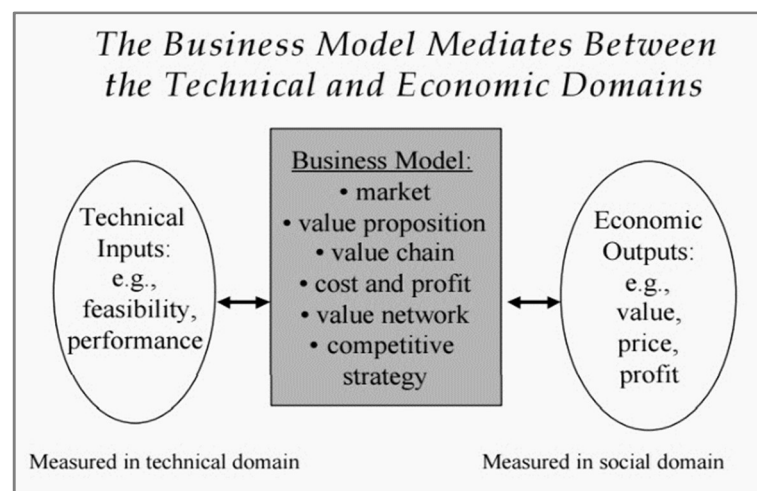 The Business Model Mediates Between
the Technical and Economic Domains
Technical
Inputs:
e.g.,
feasibility,
performance
Business Model:
• market
• value proposition
• value chain
• cost and profit
• value network
• competitive
strategy
Economic
Outputs:
e.g.,
value,
price,
profit
Measured in technical domain
Measured in social domain